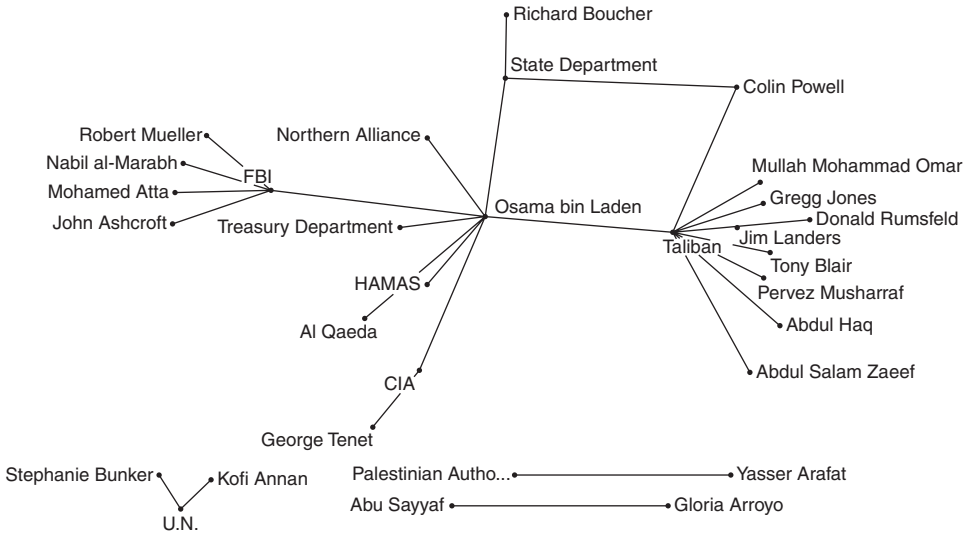 Richard Boucher
State Department
Colin Powell
Robert Mueller
Northern Alliance
Nabil al-Marabh
Mullah Mohammad Omar
FBI
Mohamed Atta
Gregg Jones
Osama bin Laden
Donald Rumsfeld
John Ashcroft
Treasury Department
Jim Landers
Taliban
Tony Blair
HAMAS
Pervez Musharraf
Al Qaeda
Abdul Haq
Abdul Salam Zaeef
CIA
George Tenet
Stephanie Bunker
Kofi Annan
Palestinian Autho...
Yasser Arafat
Abu Sayyaf
Gloria Arroyo
U.N.